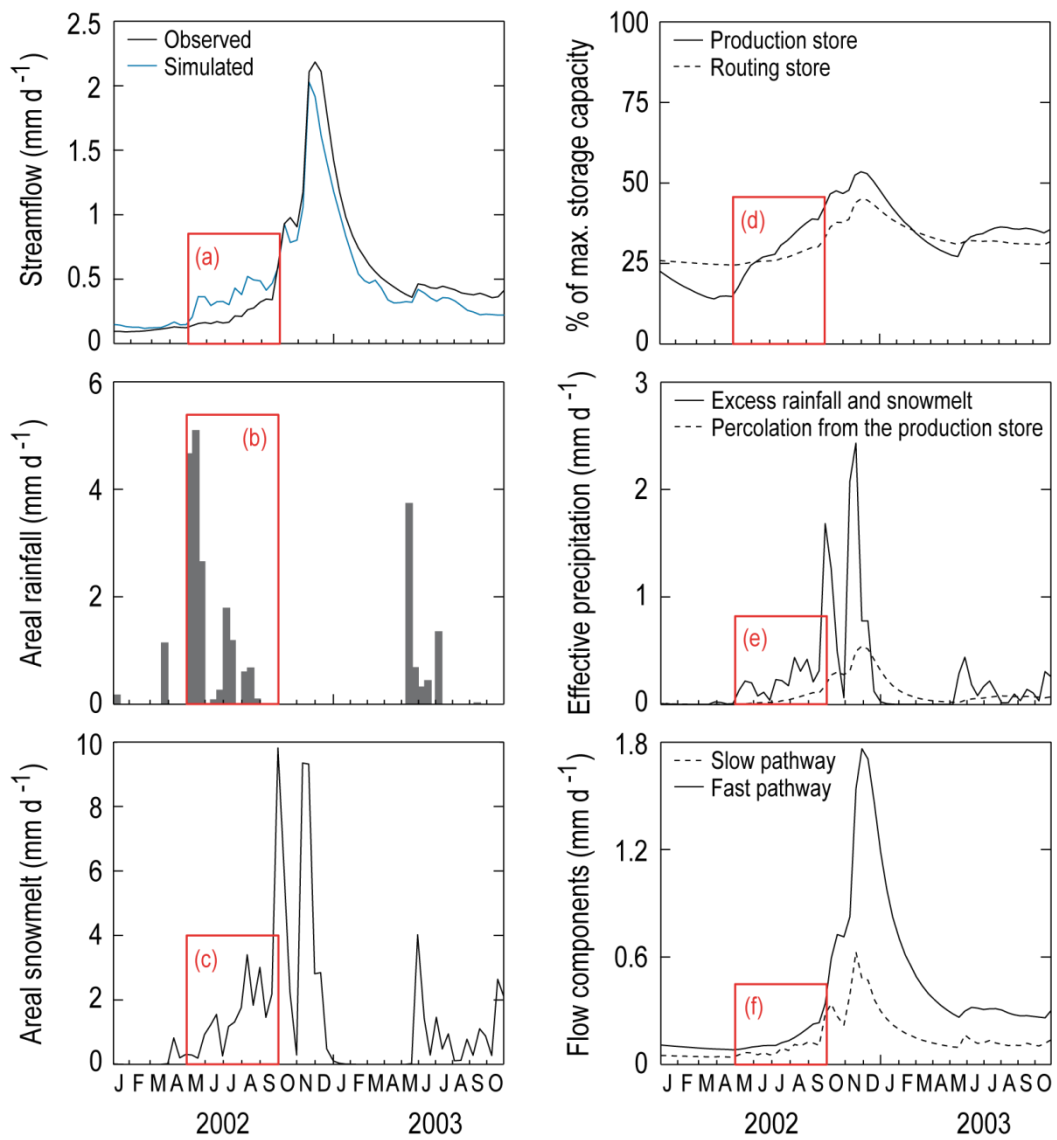 Streamflow (mm d -1)
2.5
2
1.5
1
0.5
0
Observed
Simulated
(a)
% of max. storage capacity
100
75
50
25
0
Production store
Routing store
(d)
Areal rainfall (mm d -1)
6
4
2
0
(b)
Effective precipitation (mm d -1)
3
2
1
0
Excess rainfall and snowmelt
Percolation from the production store
(e)
Areal snowmelt (mm d -1)
10
8
6
4
2
0
(c)
J F M A M J J A S O N D J F M A M J J A S O
2002 2003
Flow components (mm d -1)
1.8
1.2
0.6
0
Slow pathway
Fast pathway
(f)
J F M A M J J A S O N D J F M A M J J A S O
2002 2003